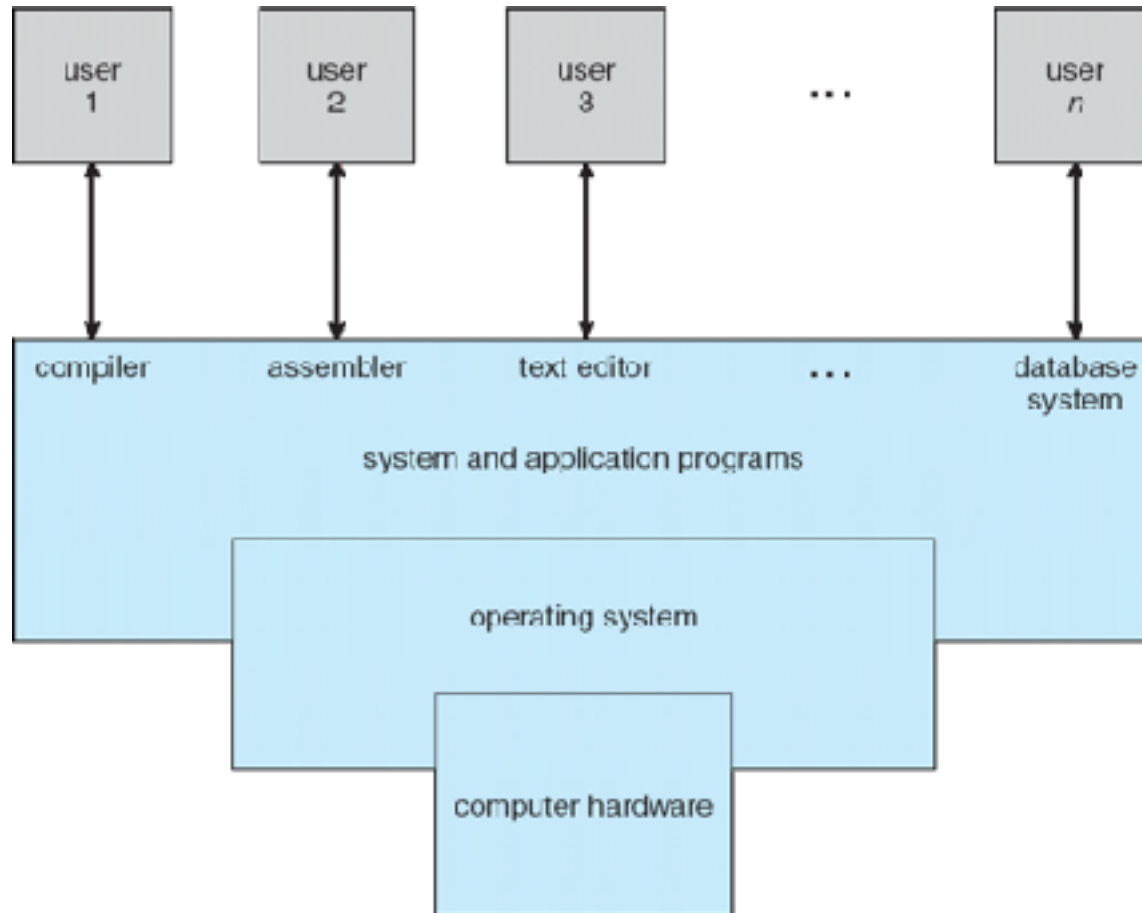 user
1
user
2
user
3
...
user
n
compiler
assembler
text editor
...
database
system
system and application programs
operating system
computer hardware